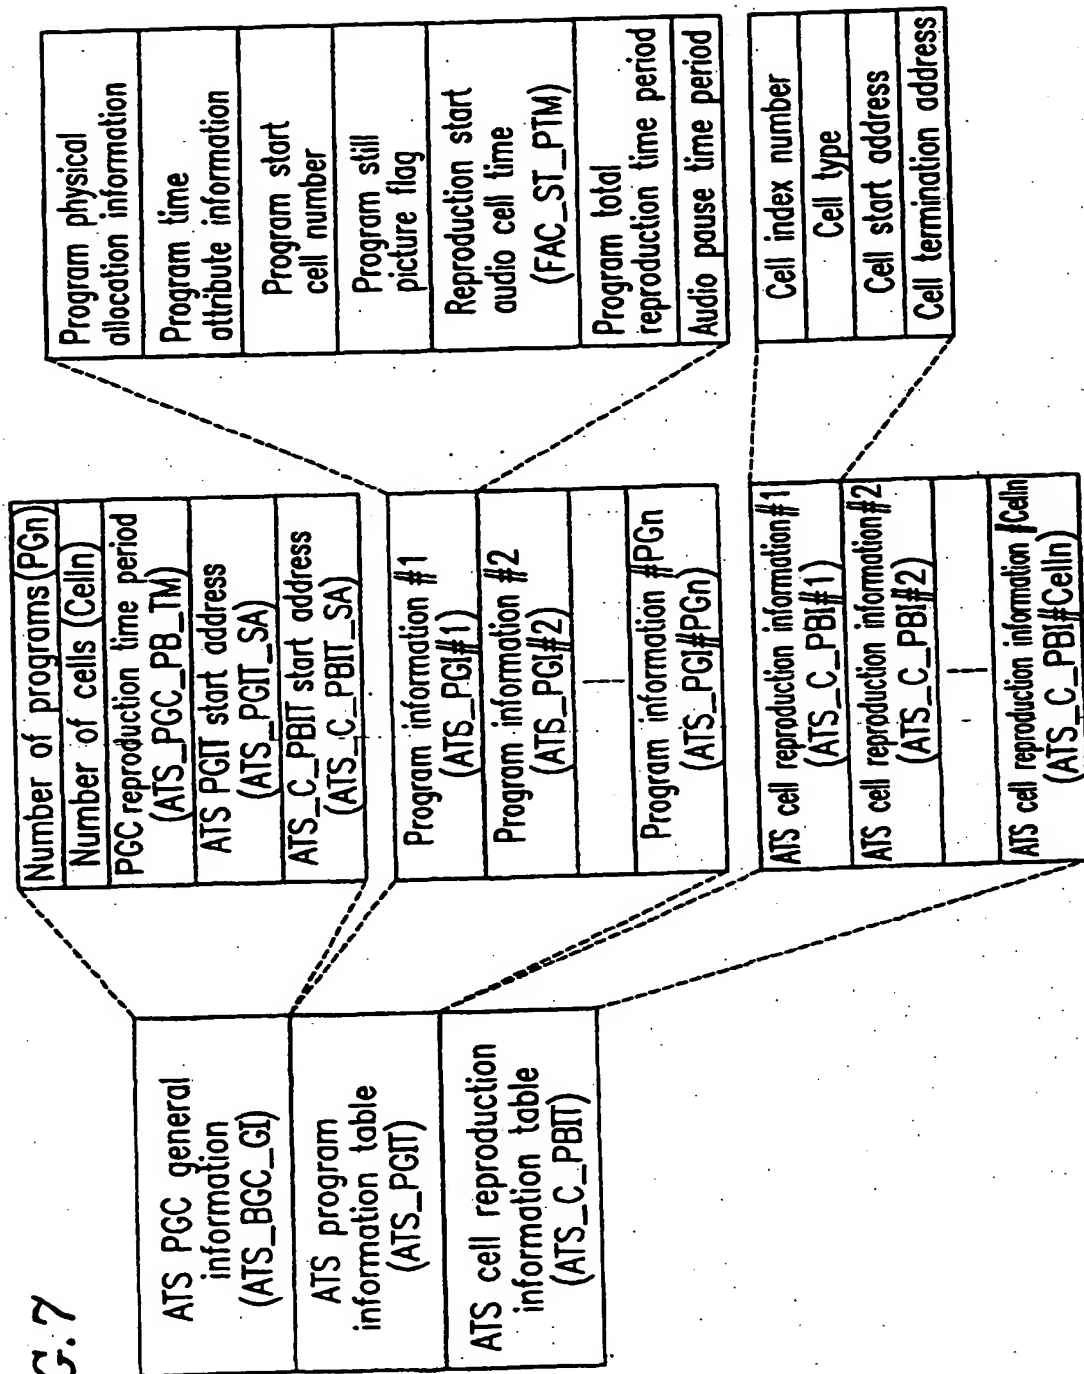 G.7
ATS PGC general
information
(ATS_BGC_GI)
ATS program
information table
(ATS_PGIT)
ATS cell reproduction
information table
(ATS_C_PBIT)
Number of programs(PGn)
Number of cells(Celln)
PGC reproduction time period
(ATS_PGC_PB_TM)
ATS PGIT start address
(ATS_PGIT_SA)
ATS_C_PBIT start address
(ATS_C_PBIT_SA)
Program information #1
(ATS_PGI#1)
Program information #2
(ATS_PGI#2)
Program information #PGn
(ATS_PGI#PGn)
ATS cell reproduction information#1
(ATS_C_PBI#1)
ATS cell reproduction information#2
(ATS_C_PBI#2)
ATS cell reproduction information #Celln
(ATS_C_PBI#Celln)
Program physical
allocation information
Program time
attribute information
Program start
cell number
Program still
picture flag
Reproduction start
audio cell time
(FAC_ST_PTM)
Program total
reproduction time period
Audio pause time period
Cell index number
Cell type
Cell start address
Cell termination address